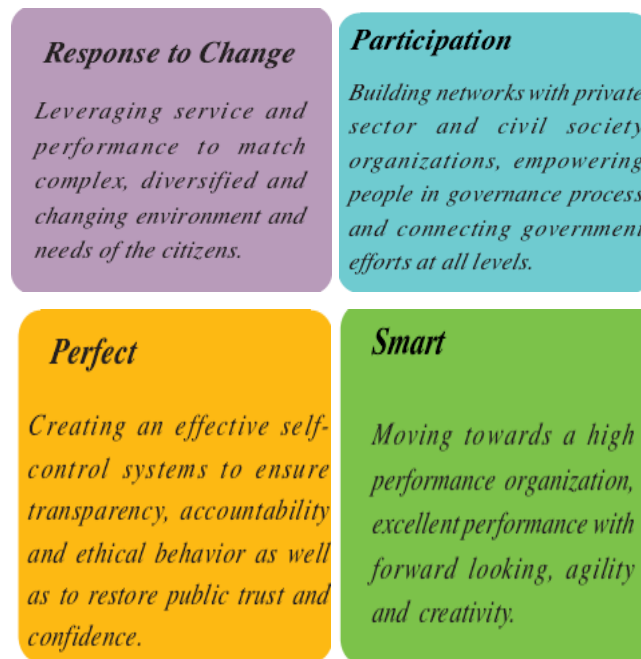 Response to Change
Leveraging service and
performance to match
complex, diversified and
changing environment and
needs of the citizens.
Participation
Building networks with private
sector and civil society
organizations, empowering
people in governance process
and connecting government
efforts at all levels.
Perfect
Creating an effective self-
control systems to ensure
transparency, accountability
and ethical behavior as well
as to restore public trust and
confidence.
Smart
Moving towards a high
performance organization,
excellent performance with
forward looking, agility
and creativity.